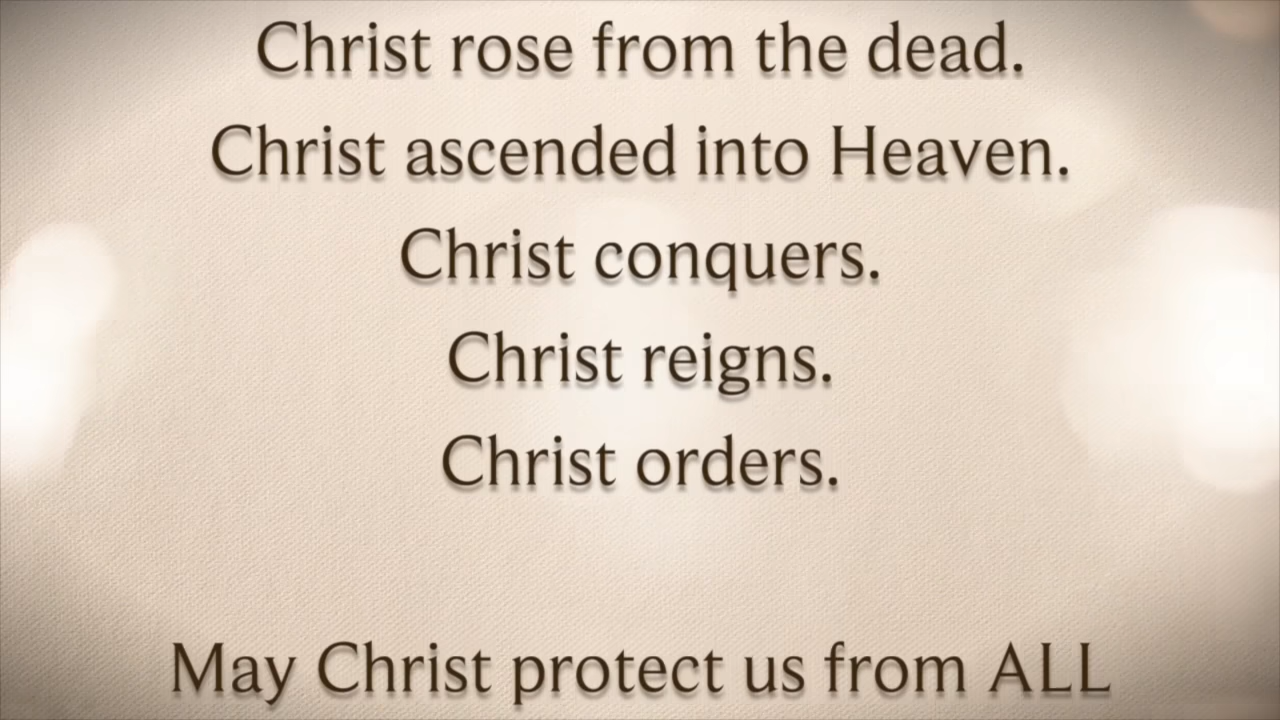 Christ rose from the dead.
Christ ascended into Heaven.
Christ conquers.
Christ reigns.
Christ orders.
May Christ protect us from ALL